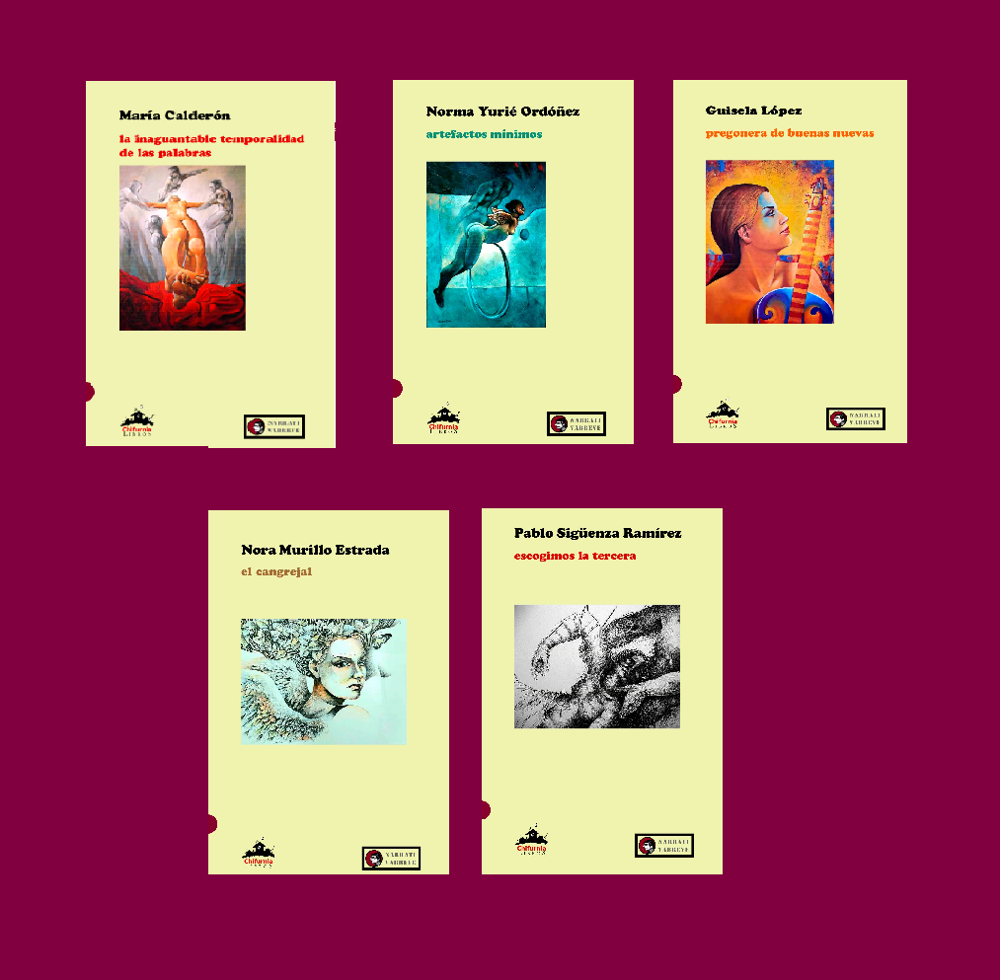 María Calderón
la inaguantable temporalidad
de las palabras
Chifurnia
LIBROS
NARRATI
VABREVE
Norma Yurié Ordóñez
artefactos mínimos
Chifurnia
LIBROS
NARRATI
VABREVE
Guisela López
pregonera de buenas nuevas
Chifurnia
LIBROS
NARRATI
VABREVE
Nora Murillo Estrada
el cangrejal
Chifurnia
LIBROS
NARRATI
VABREVE
Pablo Sigüenza Ramírez
escogimos la tercera
Chifurnia
LIBROS
NARRATI
VABREVE